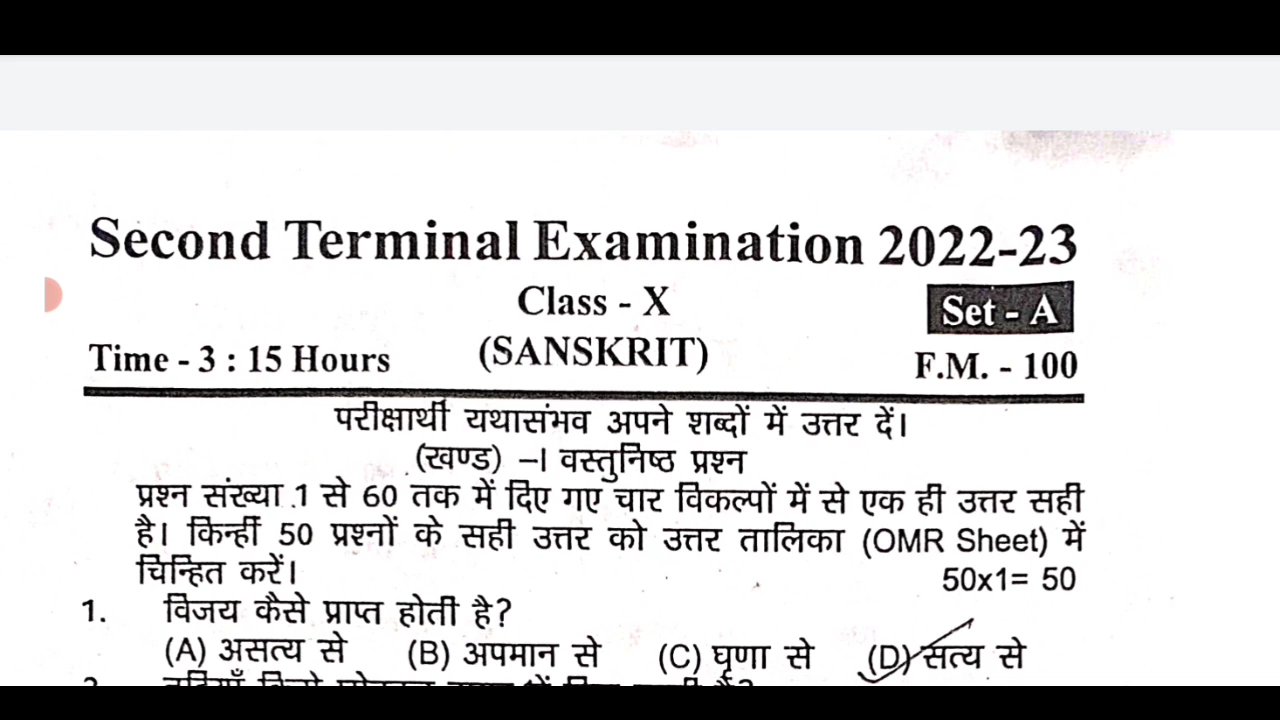 Second Terminal Examination 2022-23
Class - X
Set - A
Time - 3 : 15 Hours
(SANSKRIT)
F.M. - 100
परीक्षार्थी यथासंभव अपने शब्दों में उत्तर दें।
(खण्ड) –I वस्तुनिष्ठ प्रश्न
प्रश्न संख्या 1 से 60 तक में दिए गए चार विकल्पों में से एक ही उत्तर सही
है। किन्हीं 50 प्रश्नों के सही उत्तर को उत्तर तालिका (OMR Sheet) में
चिन्हित करें।
50x1= 50
1. विजय कैसे प्राप्त होती है?
(A) असत्य से (B) अपमान से (C) घृणा से (D) सत्य से